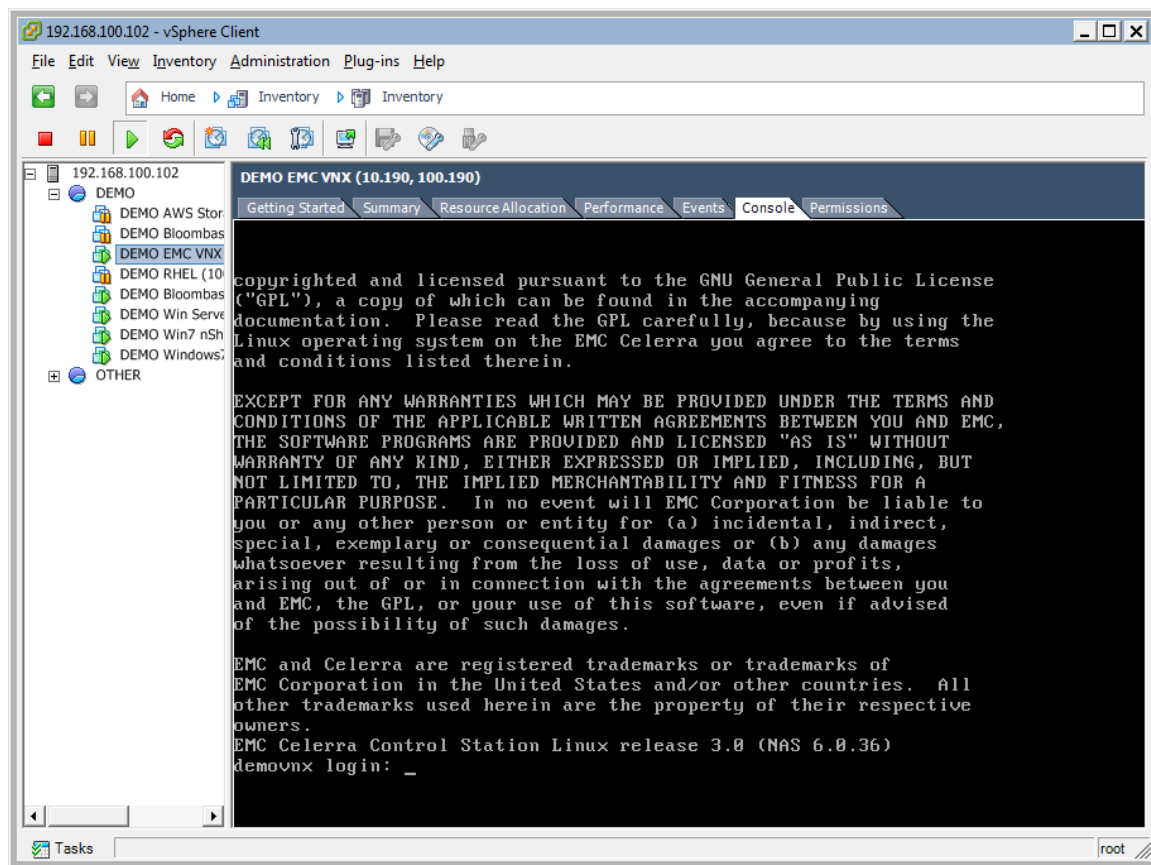 192.168.100.102 - vSphere Client
File Edit View Inventory Administration Plug-ins Help
Home Inventory Inventory
192.168.100.102
DEMO
DEMO AWS Stor
DEMO Bloombas
DEMO EMC VNX
DEMO RHEL (10
DEMO Bloombas
DEMO Win Serve
DEMO Win7 nSh
DEMO Windows7
OTHER
DEMO EMC VNX (10.190, 100.190)
Getting Started Summary Resource Allocation Performance Events Console Permissions
copyrighted and licensed pursuant to the GNU General Public License
("GPL"), a copy of which can be found in the accompanying
documentation.  Please read the GPL carefully, because by using the
Linux operating system on the EMC Celerra you agree to the terms
and conditions listed therein.
EXCEPT FOR ANY WARRANTIES WHICH MAY BE PROVIDED UNDER THE TERMS AND
CONDITIONS OF THE APPLICABLE WRITTEN AGREEMENTS BETWEEN YOU AND EMC,
THE SOFTWARE PROGRAMS ARE PROVIDED AND LICENSED "AS IS" WITHOUT
WARRANTY OF ANY KIND, EITHER EXPRESSED OR IMPLIED, INCLUDING, BUT
NOT LIMITED TO, THE IMPLIED MERCHANTABILITY AND FITNESS FOR A
PARTICULAR PURPOSE.  In no event will EMC Corporation be liable to
you or any other person or entity for (a) incidental, indirect,
special, exemplary or consequential damages or (b) any damages
whatsoever resulting from the loss of use, data or profits,
arising out of or in connection with the agreements between you
and EMC, the GPL, or your use of this software, even if advised
of the possibility of such damages.
EMC and Celerra are registered trademarks or trademarks of
EMC Corporation in the United States and/or other countries.  All
other trademarks used herein are the property of their respective
owners.
EMC Celerra Control Station Linux release 3.0 (NAS 6.0.36)
demovnx login: _
Tasks
root